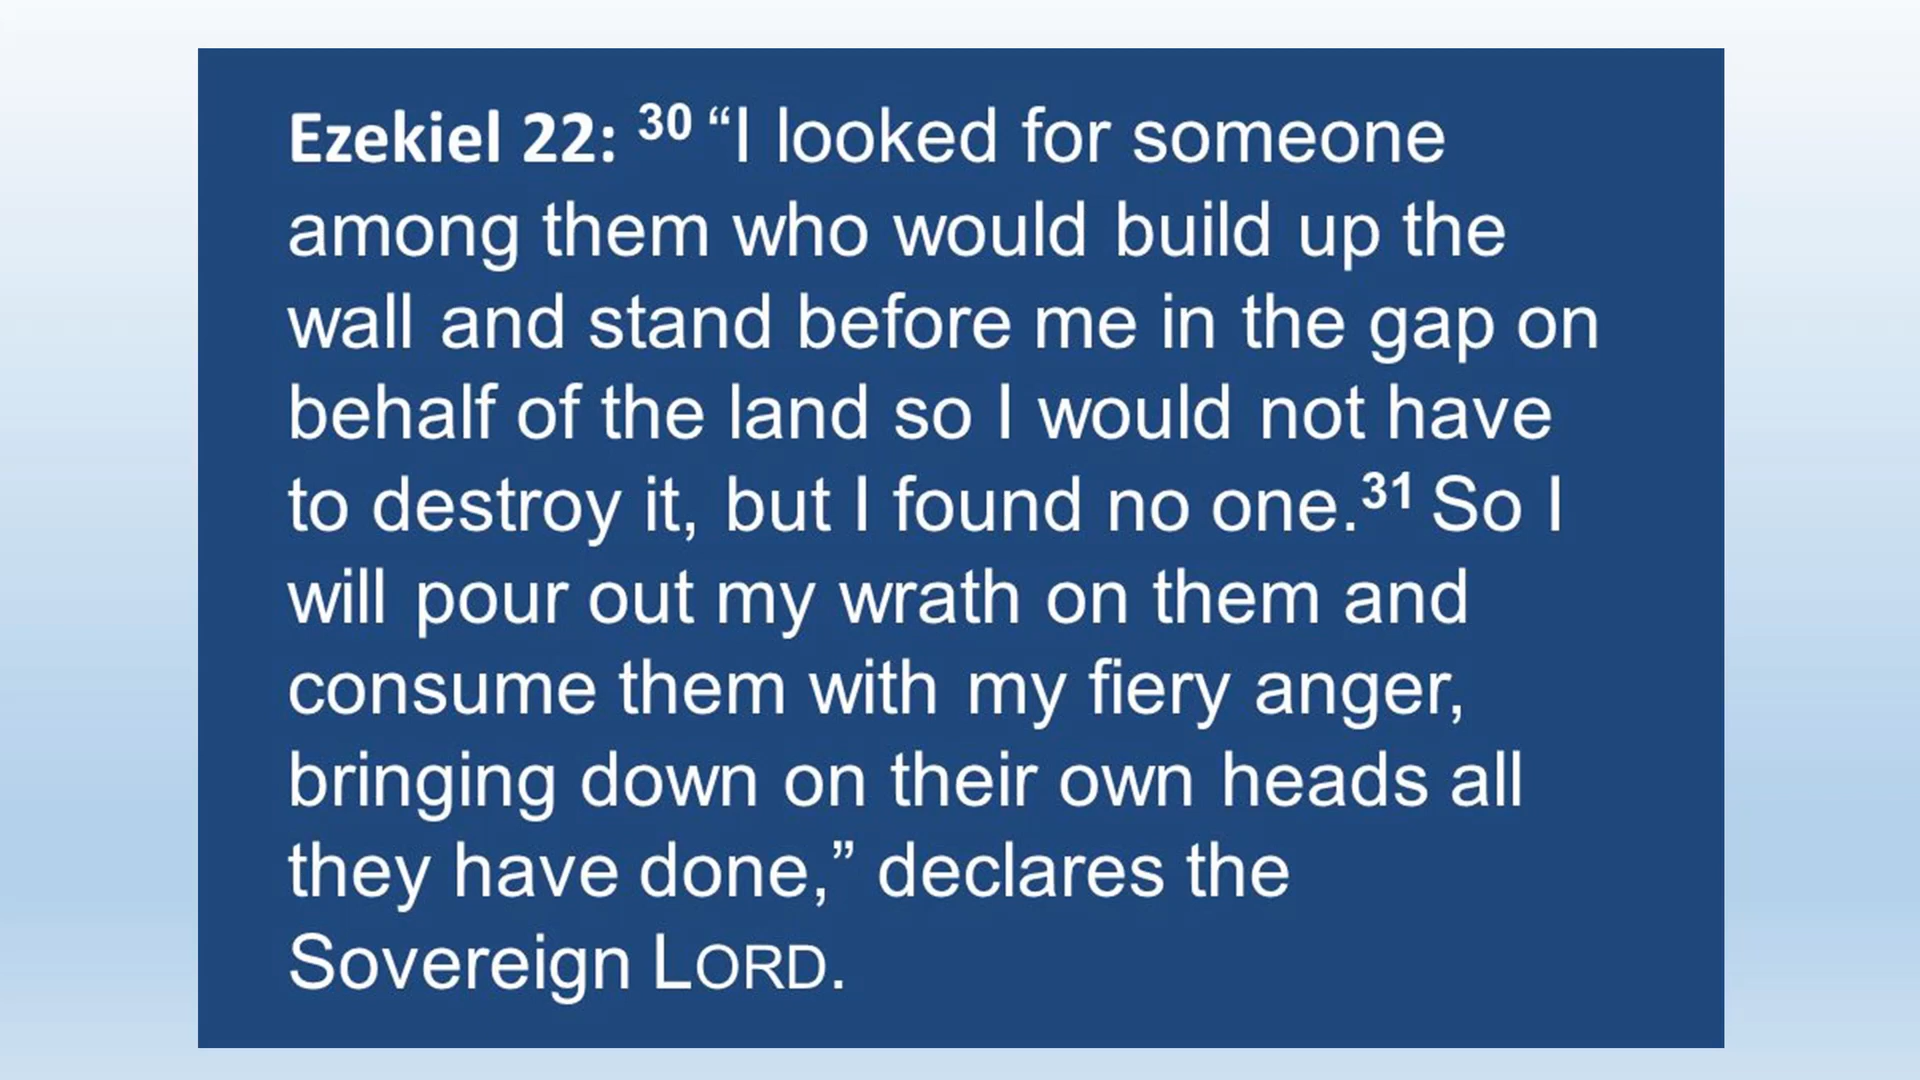 Ezekiel 22: 30 “I looked for someone
among them who would build up the
wall and stand before me in the gap on
behalf of the land so I would not have
to destroy it, but I found no one.31 So I
will pour out my wrath on them and
consume them with my fiery anger,
bringing down on their own heads all
they have done,” declares the
Sovereign LORD.